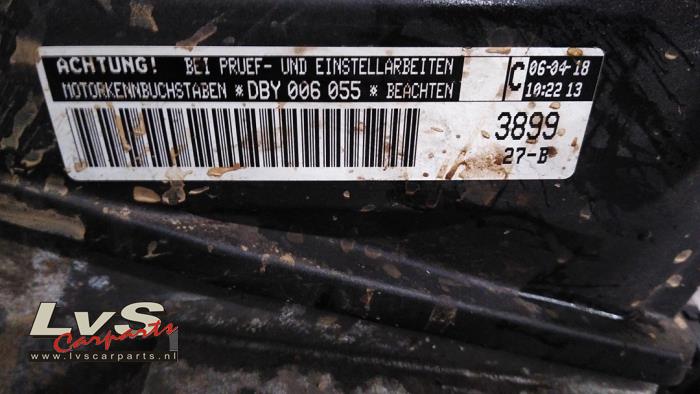 ACHTUNG! BEI PRUEF- UND EINSTELLARBEITEN
MOTORKENNBUCHSTABEN *DBY 006 055* BEACHTEN
C 06-04-18
10:22 13
3899
27-B
LvS
Carparts
www.lvscarparts.nl